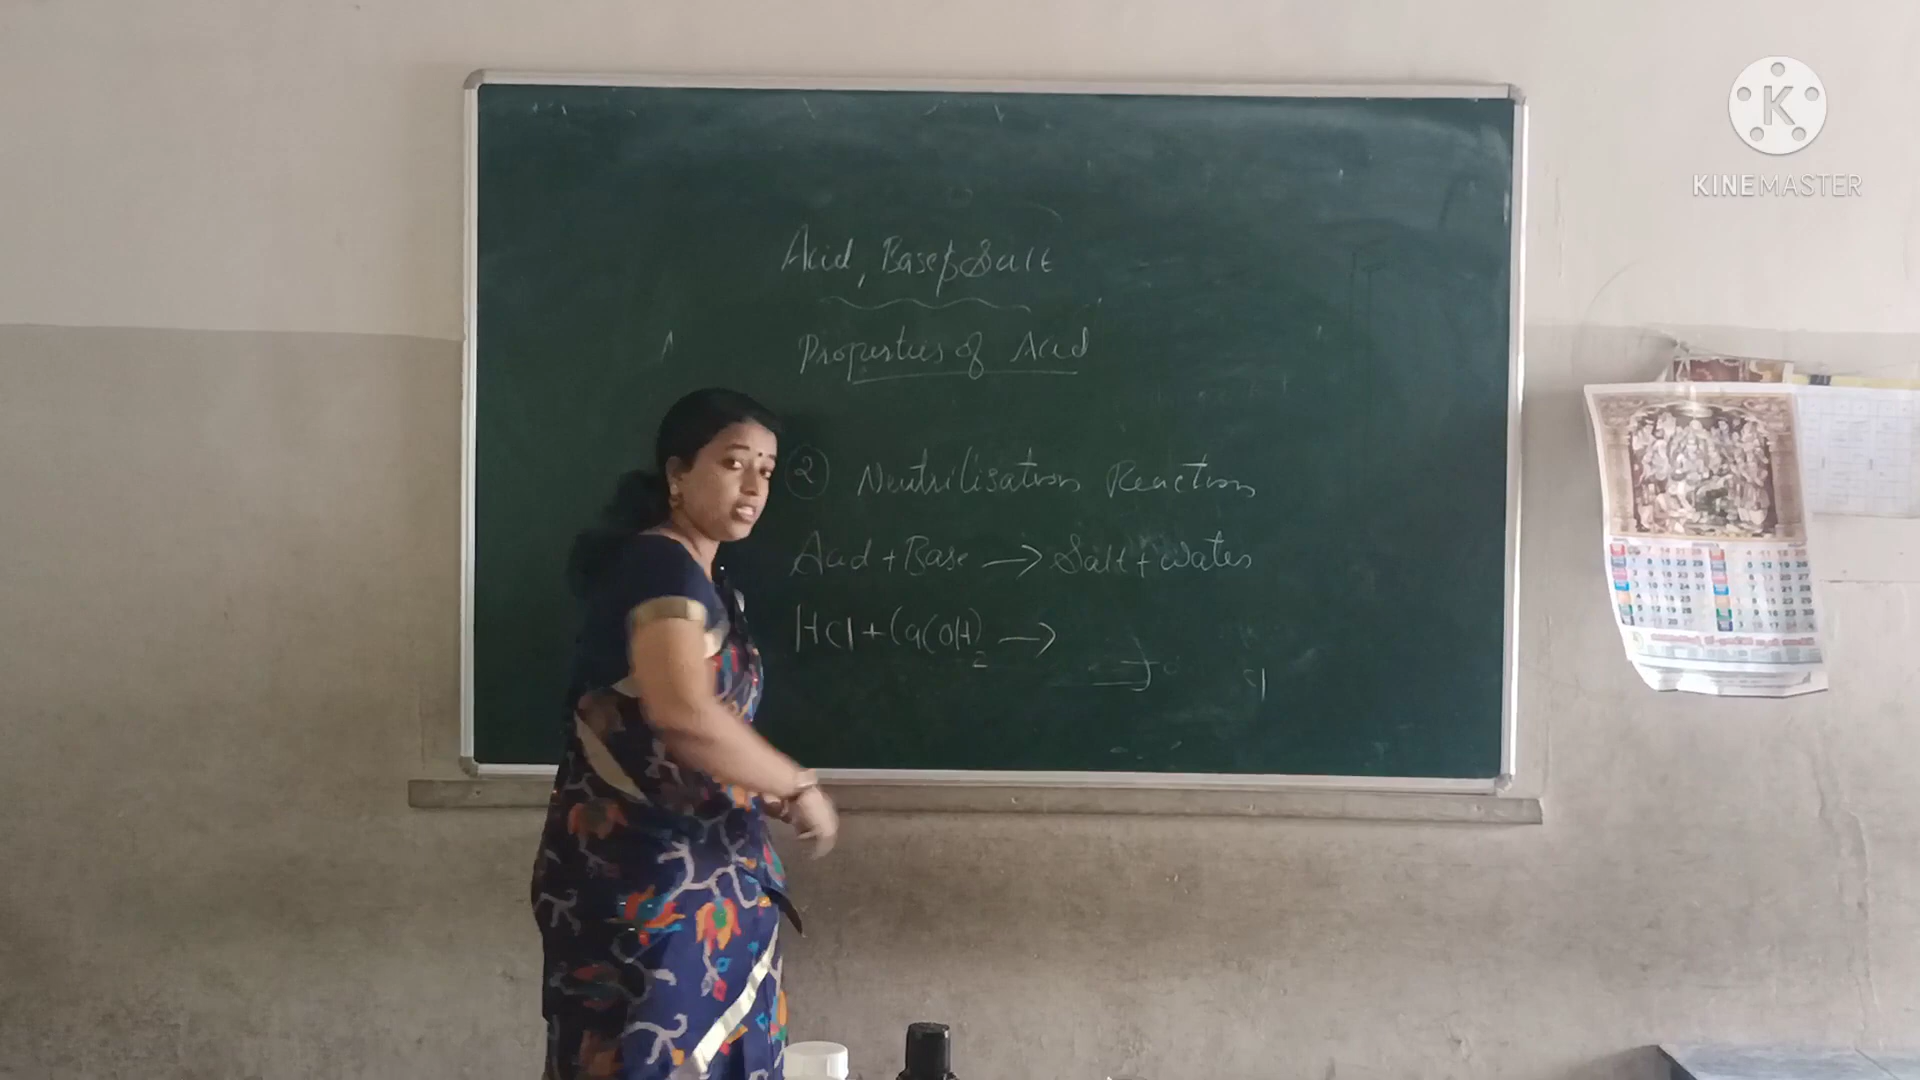 Acid, Base & Salt
Properties of Acid
② Neutrilisation Reaction
Acid + Base → Salt + Water
HCl + Ca(OH)₂ →
KINEMASTER